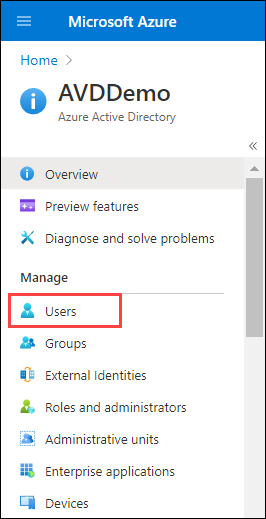 Microsoft Azure
Home
AVDDemo
Azure Active Directory
Overview
Preview features
Diagnose and solve problems
Manage
Users
Groups
External Identities
Roles and administrators
Administrative units
Enterprise applications
Devices